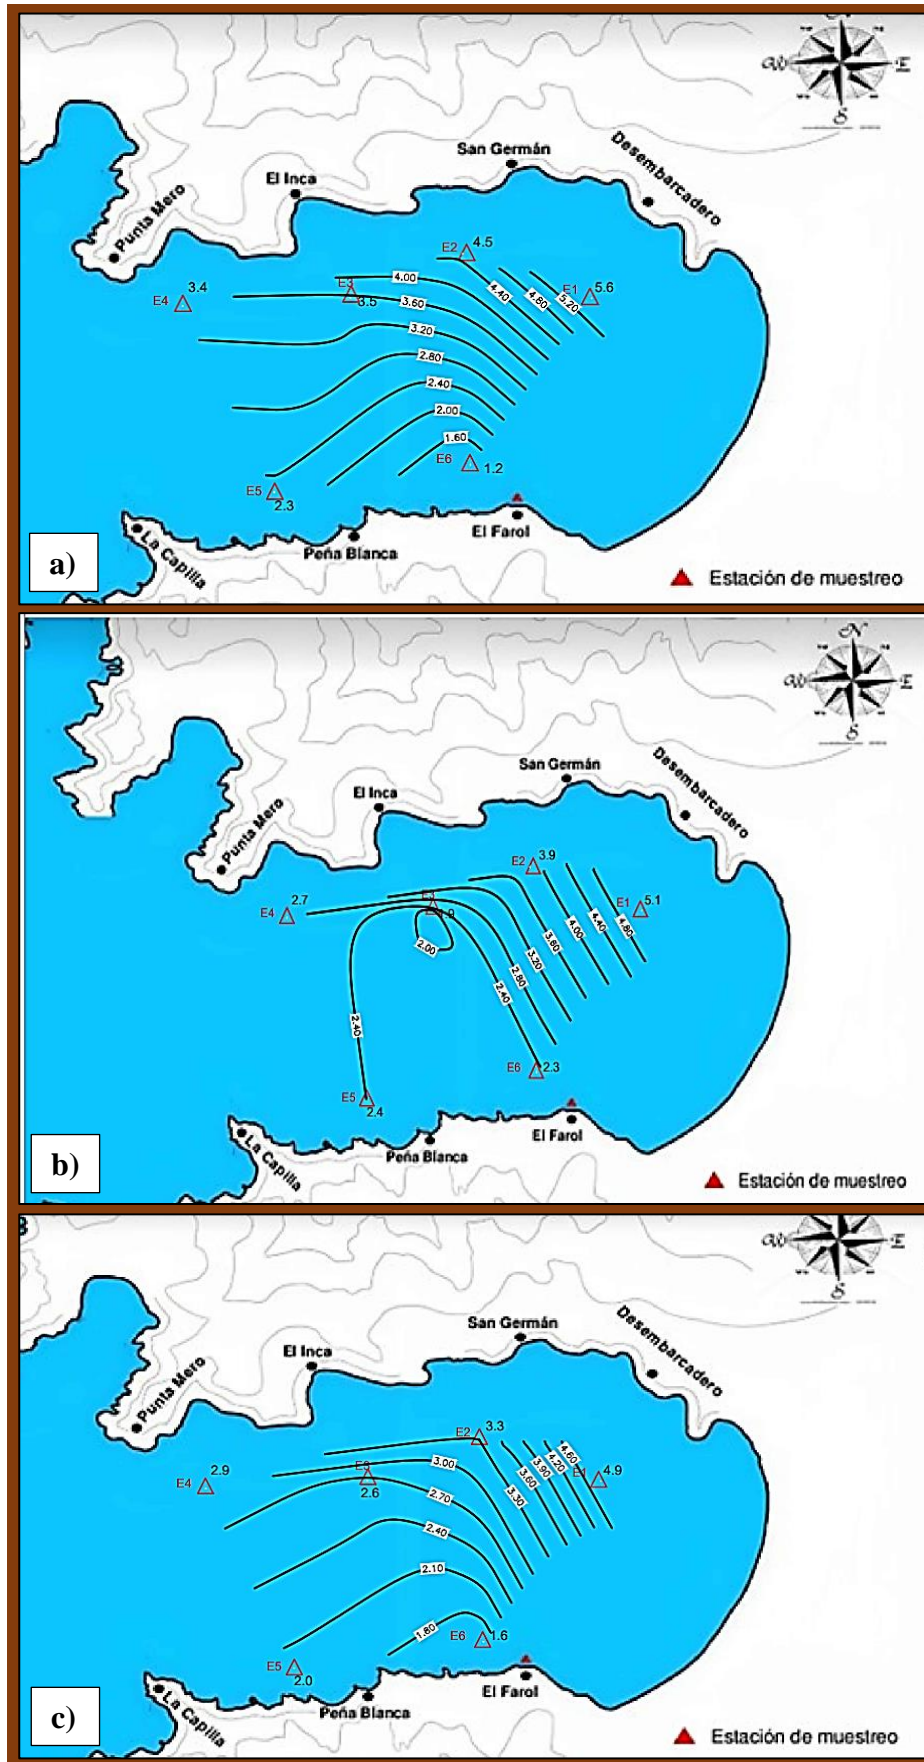 E
S
San Germán
Desembarcadero
El Inca
Punta Mero
E2 4.5
4.00
E3
3.5
3.4
E4
3.60
4.40
4.80
5.20
E1 5.6
3.20
2.80
2.40
2.00
1.60
E6 1.2
E5
2.3
El Farol
La Capilla
Peña Blanca
a)
Estación de muestreo
N
E
S
San Germán
Desembarcadero
El Inca
Punta Mero
E2 3.9
2.7
E4
E3
1.9
E1 5.1
2.00
3.60
4.00
4.40
4.80
3.20
2.80
2.40
2.40
E6 2.3
E5
2.4
El Farol
La Capilla
Peña Blanca
b)
Estación de muestreo
E
S
San Germán
Desembarcadero
El Inca
Punta Mero
E2 3.3
2.9
E4
E3
2.6
3.00
3.30
3.60
3.90
4.20
4.60
E1 4.9
2.70
2.40
2.10
1.80
E6 1.6
E5
2.0
El Farol
La Capilla
Peña Blanca
c)
Estación de muestreo